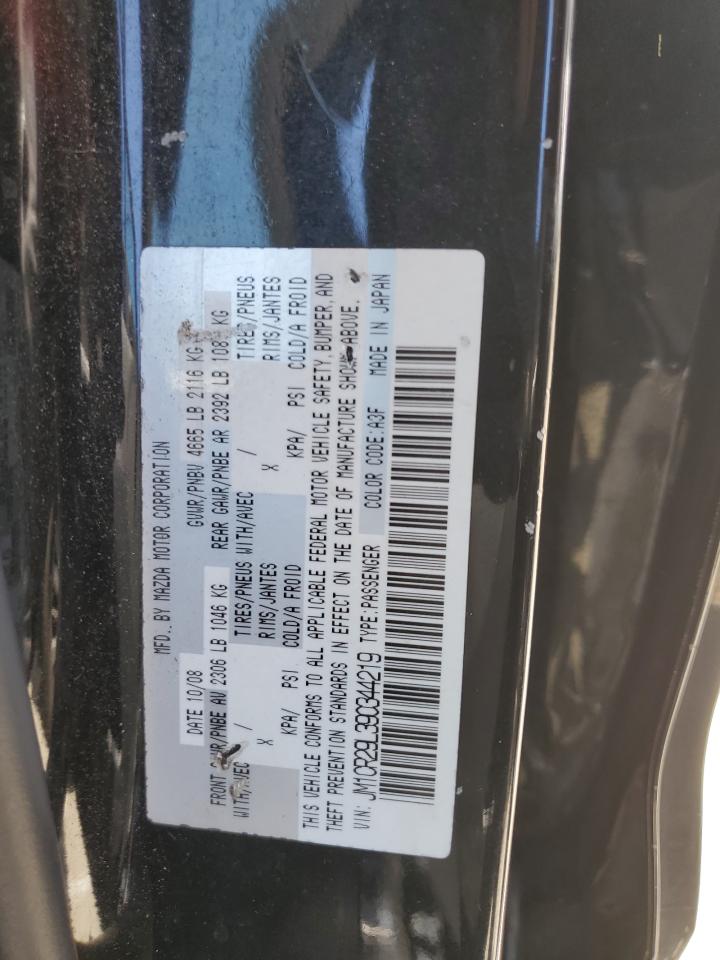 MFD. BY MAZDA MOTOR CORPORATION
DATE 10/08 GVWR/PNBV 4665 LB 2116 KG
FRONT GAWR/PNBE AV 2306 LB 1046 KG REAR GAWR/PNBE AR 2392 LB 108 KG
WITH/AVEC / TIRES/PNEUS WITH/AVEC / TIRES/PNEUS
X RIMS/JANTES X RIMS/JANTES
KPA/ PSI COLD/A FROID KPA/ PSI COLD/A FROID
THIS VEHICLE CONFORMS TO ALL APPLICABLE FEDERAL MOTOR VEHICLE SAFETY, BUMPER, AND
THEFT PREVENTION STANDARDS IN EFFECT ON THE DATE OF MANUFACTURE SHOWN ABOVE.
VIN: JM1CR29L390344219 TYPE:PASSENGER COLOR CODE:A3F MADE IN JAPAN